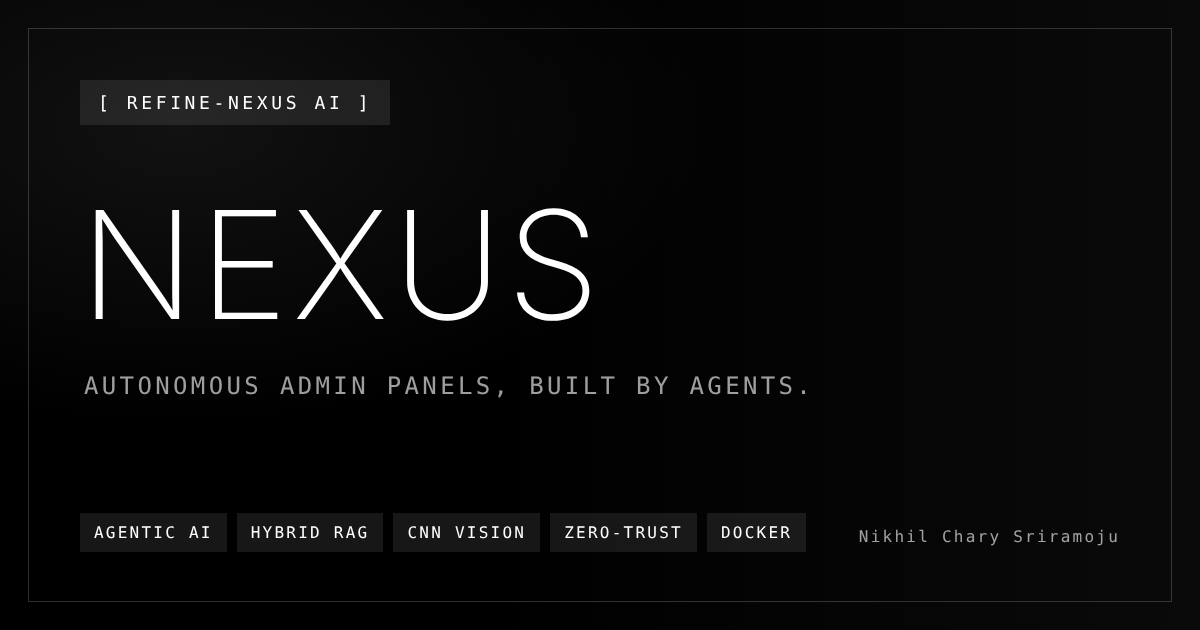 [ REFINE-NEXUS AI ]
NEXUS
AUTONOMOUS ADMIN PANELS, BUILT BY AGENTS.
AGENTIC AI HYBRID RAG CNN VISION ZERO-TRUST DOCKER Nikhil Chary Sriramoju